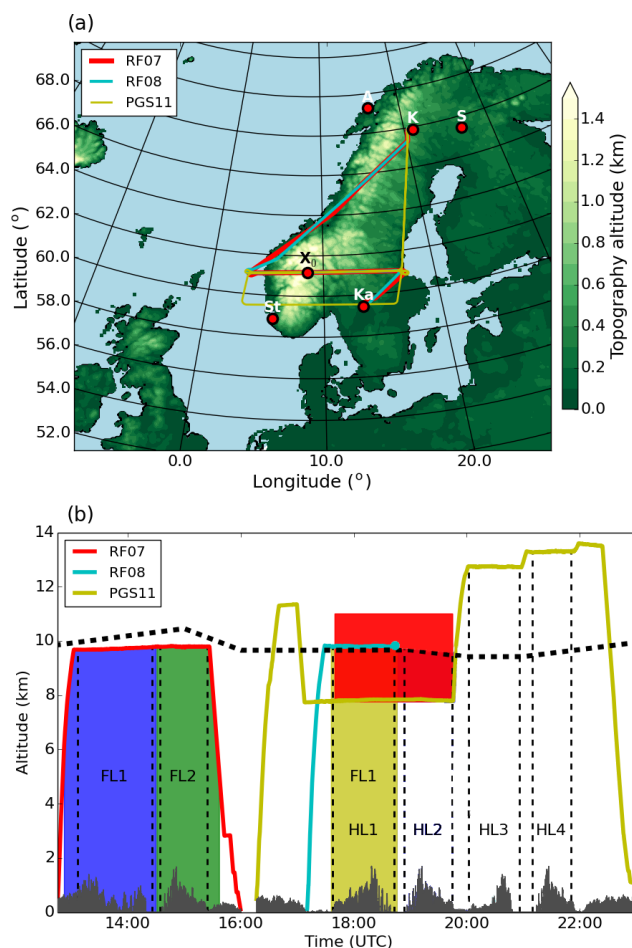 (a)
RF07
RF08
PGS11
A
K
S
X0
St
Ka
68.0
66.0
64.0
62.0
60.0
58.0
56.0
54.0
52.0
Latitude (°)
0.0
10.0
20.0
Longitude (°)
1.4
1.2
1.0
0.8
0.6
0.4
0.2
0.0
Topography altitude (km)
(b)
RF07
RF08
PGS11
14
12
10
8
6
4
2
0
Altitude (km)
FL1
FL2
FL1
HL1
HL2
HL3
HL4
14:00
16:00
18:00
20:00
22:00
Time (UTC)